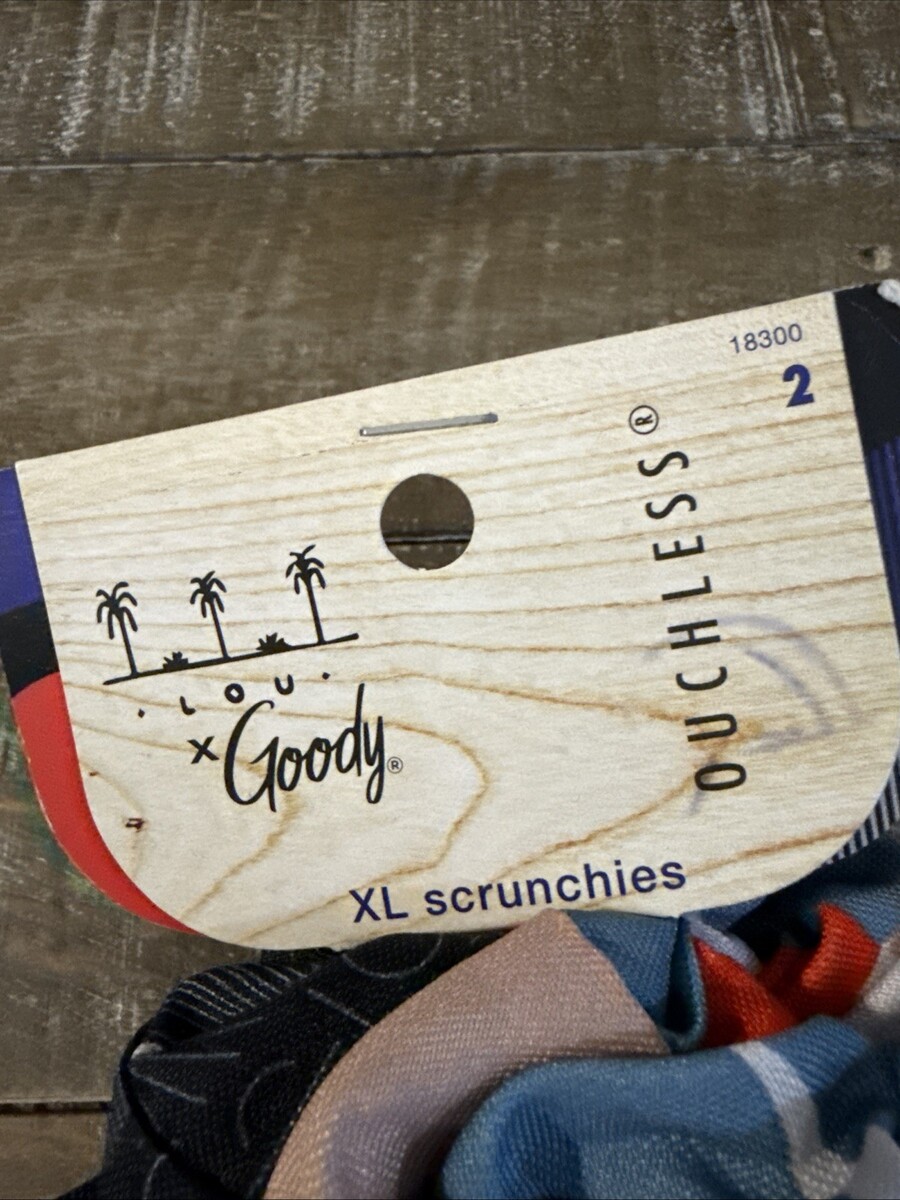 18300
2
OUCHLESS®
• LOU •
x Goody®
XL scrunchies